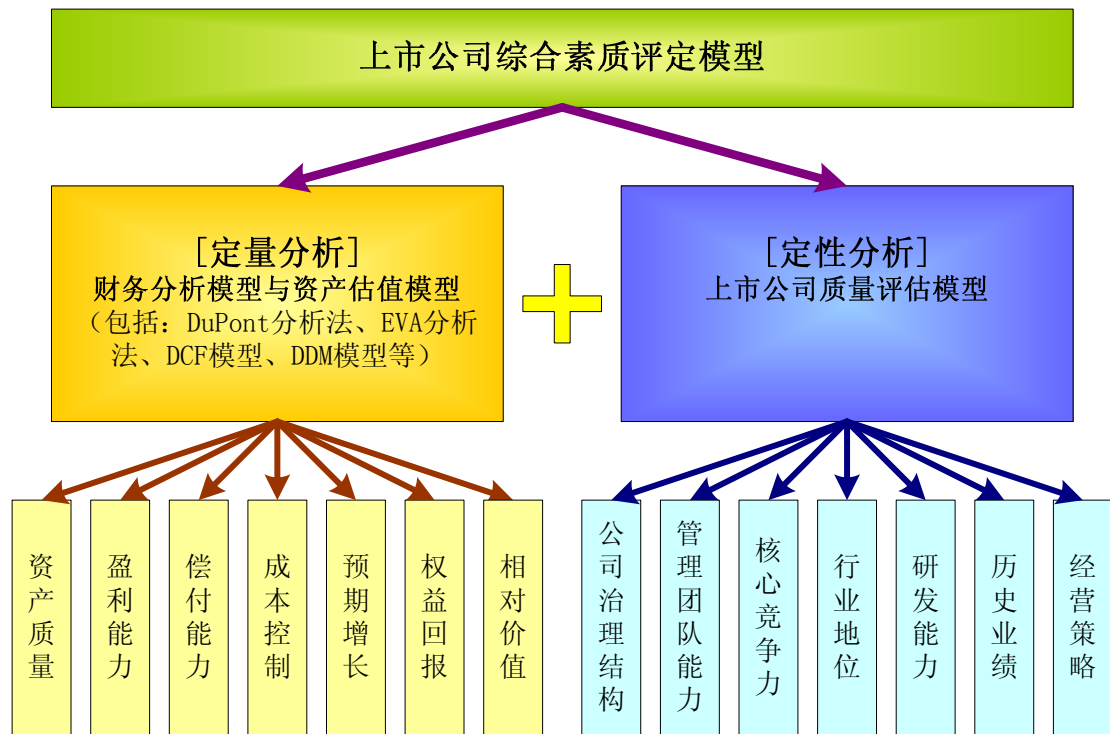 上市公司综合素质评定模型
[定量分析]
财务分析模型与资产估值模型
（包括：DuPont分析法、EVA分析
法、DCF模型、DDM模型等）
[定性分析]
上市公司质量评估模型
资产质量
盈利能力
偿付能力
成本控制
预期增长
权益回报
相对价值
公司治理结构
管理团队能力
核心竞争力
行业地位
研发能力
历史业绩
经营策略